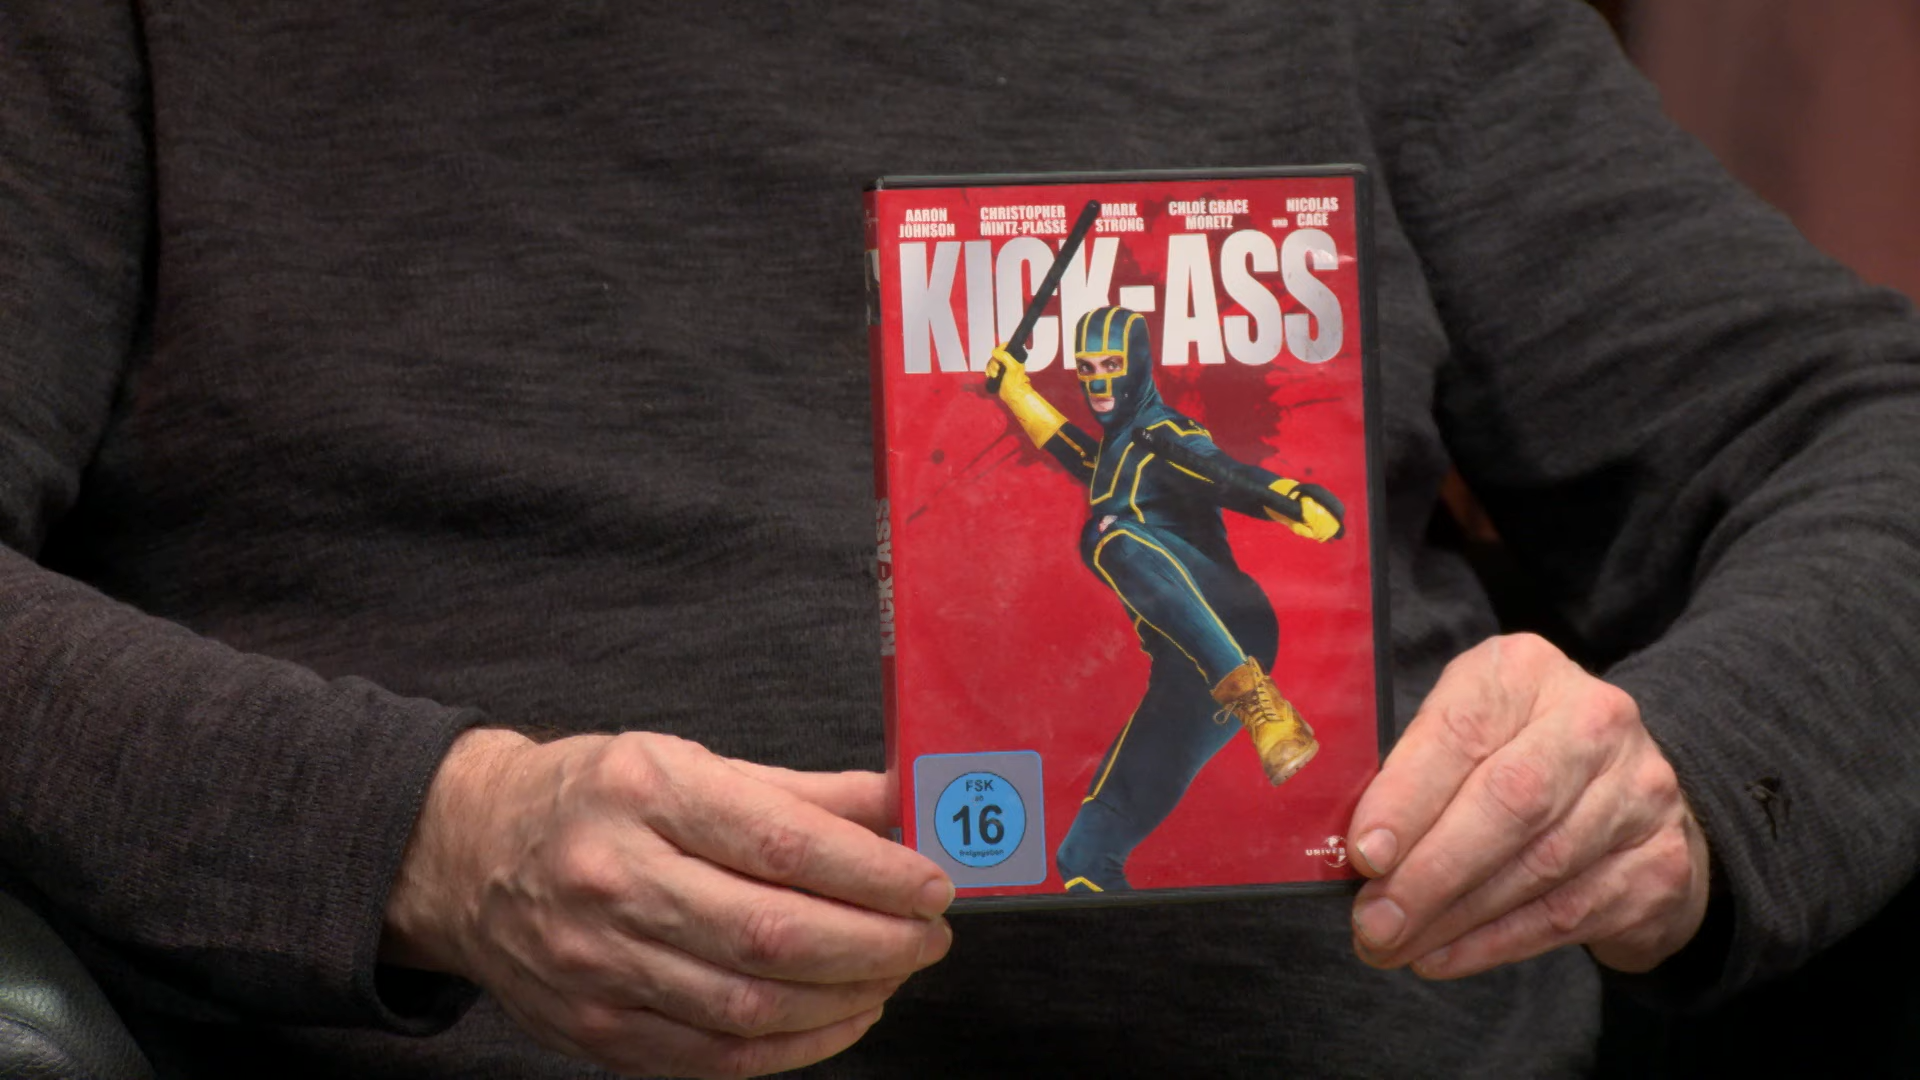 AARON JOHNSON
CHRISTOPHER MINTZ-PLASSE
MARK STRONG
CHLOË GRACE MORETZ
UND
NICOLAS CAGE
KICK-ASS
KICK-ASS
FSK
ab
16
freigegeben